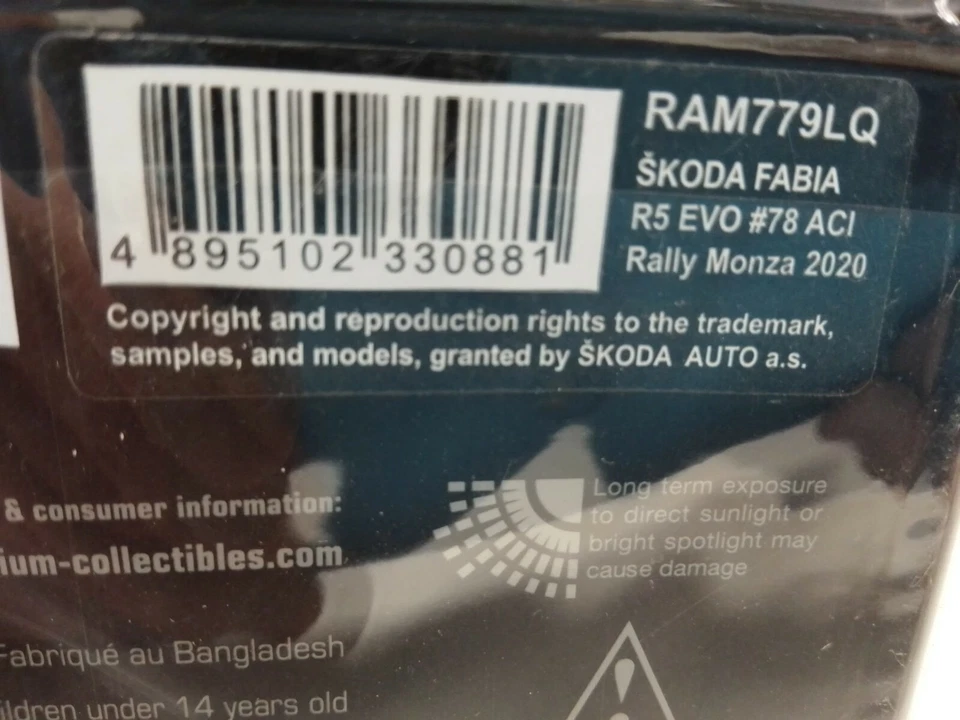 RAM779LQ
ŠKODA FABIA
R5 EVO #78 ACI
Rally Monza 2020
4 895102 330881
Copyright and reproduction rights to the trademark,
samples, and models, granted by ŠKODA AUTO a.s.
& consumer information:
ium-collectibles.com
Long term exposure
to direct sunlight or
bright spotlight may
cause damage
Fabriqué au Bangladesh
ildren under 14 years old